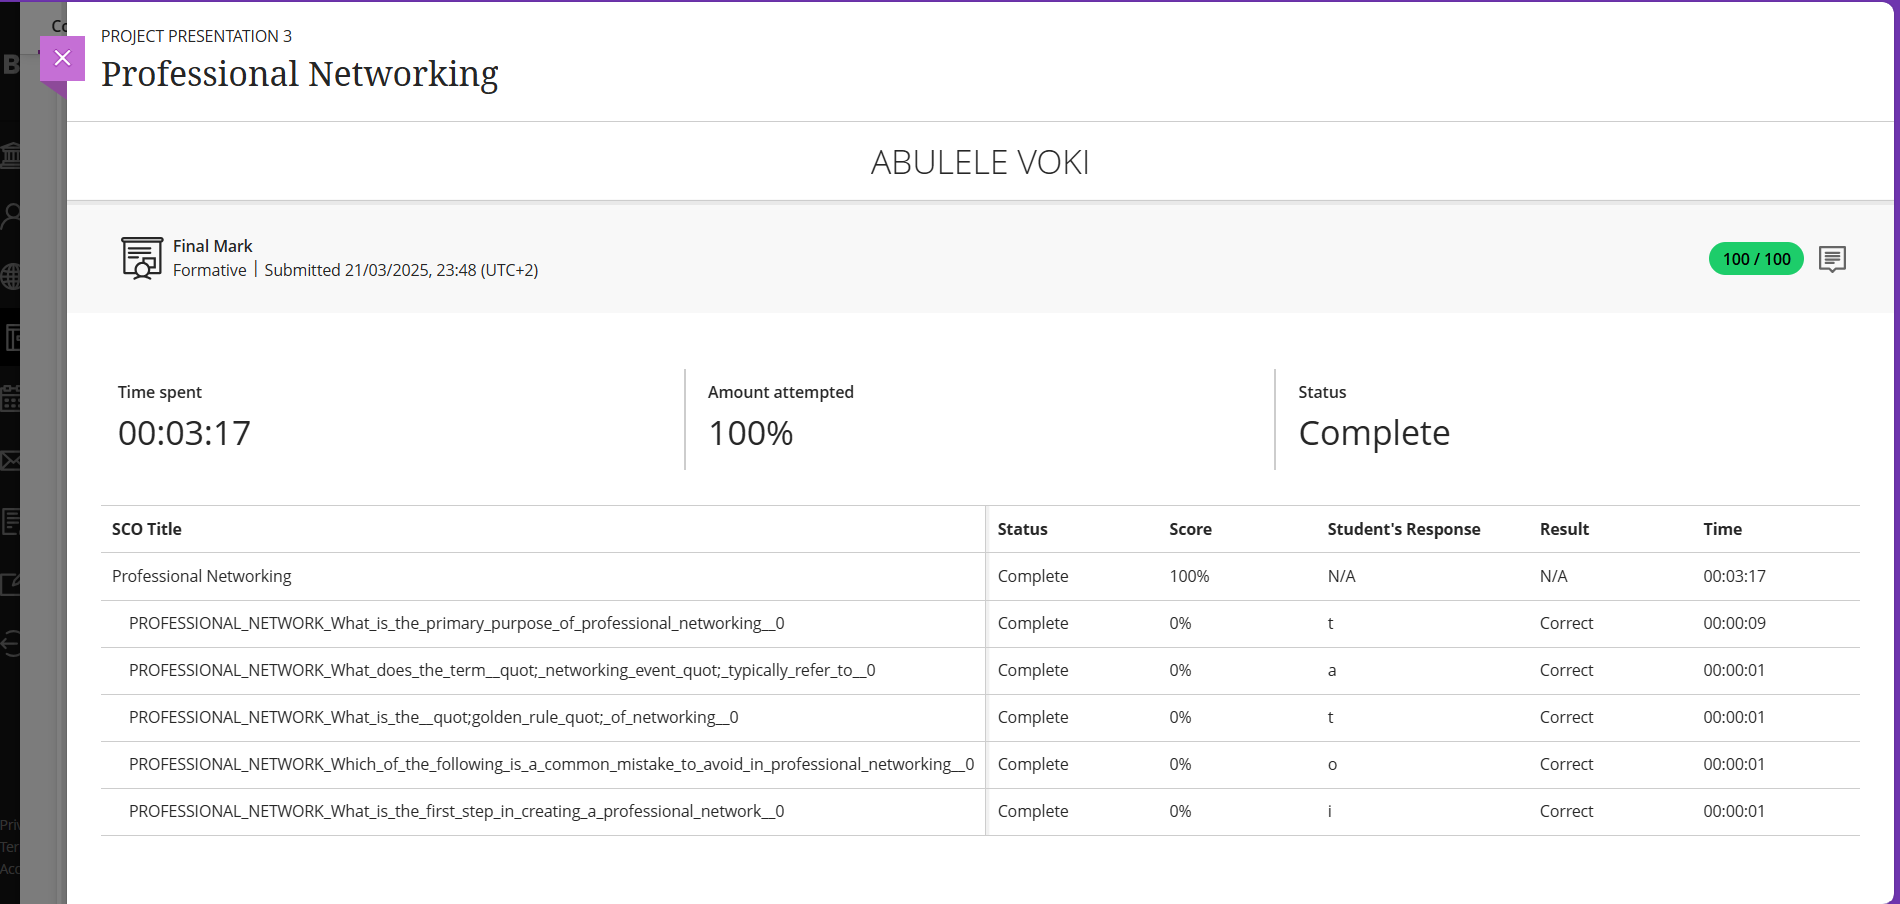 PROJECT PRESENTATION 3
Professional Networking
ABULELE VOKI
Final Mark
Formative | Submitted 21/03/2025, 23:48 (UTC+2)
100 / 100
Time spent
00:03:17
Amount attempted
100%
Status
Complete
SCO Title Status Score Student's Response Result Time
Professional Networking Complete 100% N/A N/A 00:03:17
PROFESSIONAL_NETWORK_What_is_the_primary_purpose_of_professional_networking__0 Complete 0% t Correct 00:00:09
PROFESSIONAL_NETWORK_What_does_the_term__quot;_networking_event_quot;_typically_refer_to__0 Complete 0% a Correct 00:00:01
PROFESSIONAL_NETWORK_What_is_the__quot;golden_rule_quot;_of_networking__0 Complete 0% t Correct 00:00:01
PROFESSIONAL_NETWORK_Which_of_the_following_is_a_common_mistake_to_avoid_in_professional_networking__0 Complete 0% o Correct 00:00:01
PROFESSIONAL_NETWORK_What_is_the_first_step_in_creating_a_professional_network__0 Complete 0% i Correct 00:00:01